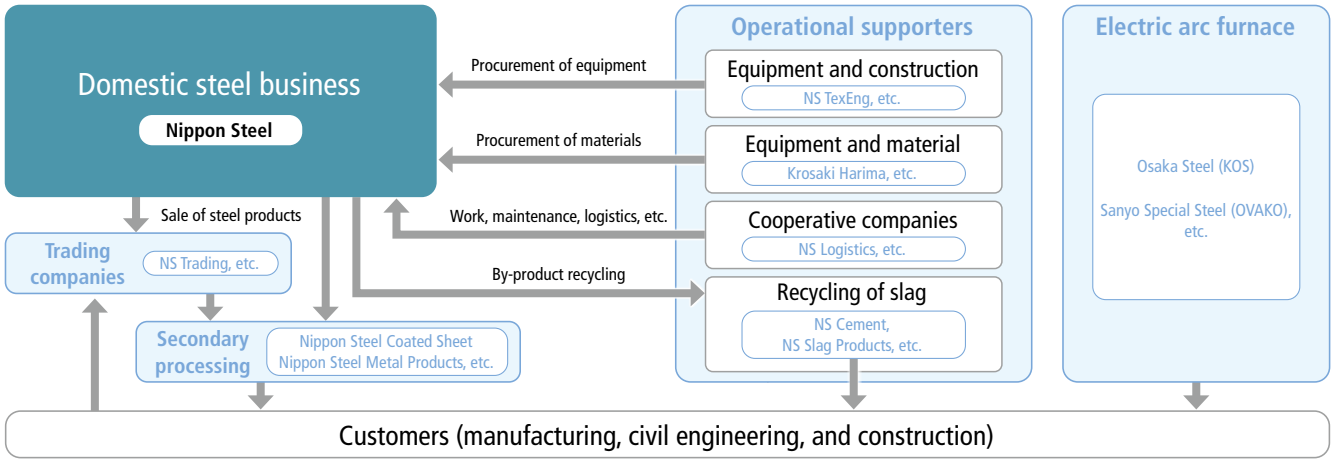 Domestic steel business
Nippon Steel
Procurement of equipment
Procurement of materials
Work, maintenance, logistics, etc.
By-product recycling
Sale of steel products
Trading
companies
NS Trading, etc.
Secondary
processing
Nippon Steel Coated Sheet
Nippon Steel Metal Products, etc.
Operational supporters
Equipment and construction
NS TexEng, etc.
Equipment and material
Krosaki Harima, etc.
Cooperative companies
NS Logistics, etc.
Recycling of slag
NS Cement,
NS Slag Products, etc.
Electric arc furnace
Osaka Steel (KOS)
Sanyo Special Steel (OVAKO),
etc.
Customers (manufacturing, civil engineering, and construction)